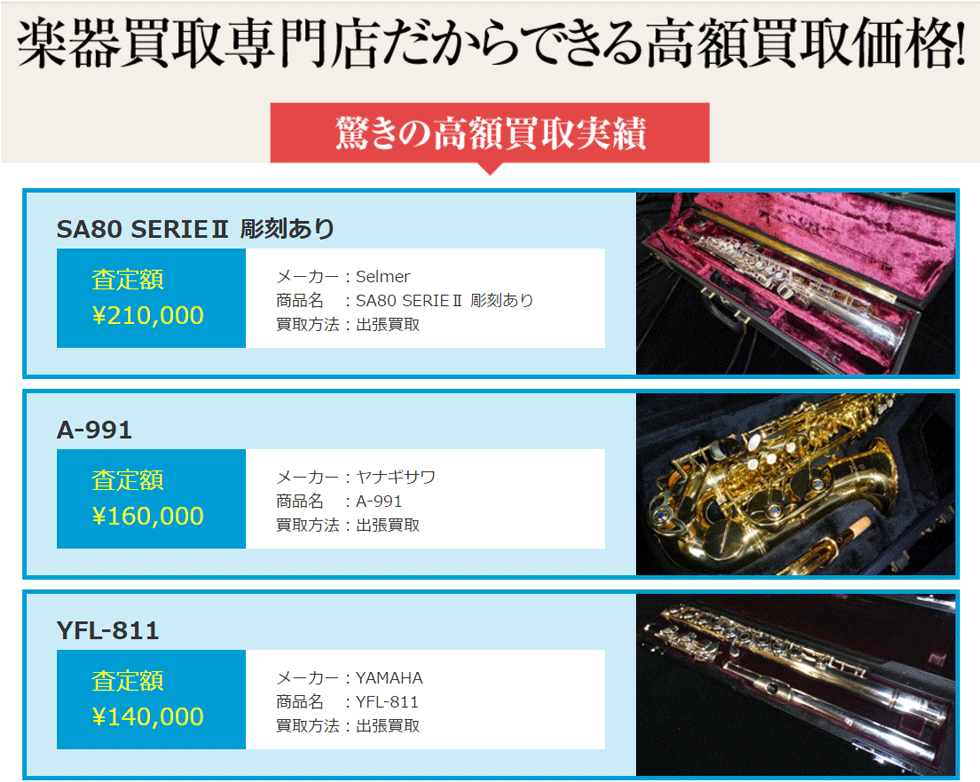 楽器買取専門店だからできる高額買取価格!
驚きの高額買取実績
SA80 SERIEⅡ 彫刻あり
査定額
¥210,000
メーカー：Selmer
商品名　：SA80 SERIEⅡ 彫刻あり
買取方法：出張買取
A-991
査定額
¥160,000
メーカー：ヤナギサワ
商品名　：A-991
買取方法：出張買取
YFL-811
査定額
¥140,000
メーカー：YAMAHA
商品名　：YFL-811
買取方法：出張買取